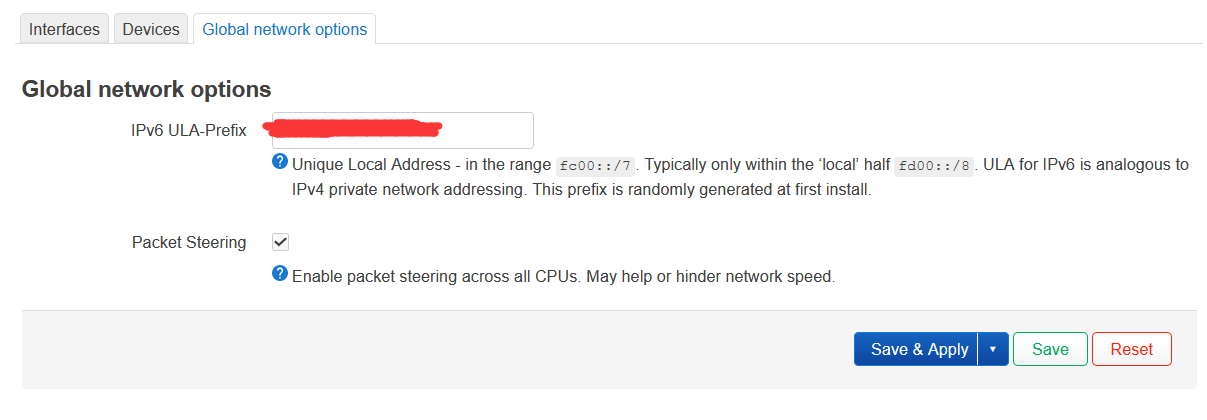 Interfaces Devices Global network options
Global network options
IPv6 ULA-Prefix
Unique Local Address - in the range fc00::/7. Typically only within the ‘local’ half fd00::/8. ULA for IPv6 is analogous to
IPv4 private network addressing. This prefix is randomly generated at first install.
Packet Steering
Enable packet steering across all CPUs. May help or hinder network speed.
Save & Apply Save Reset